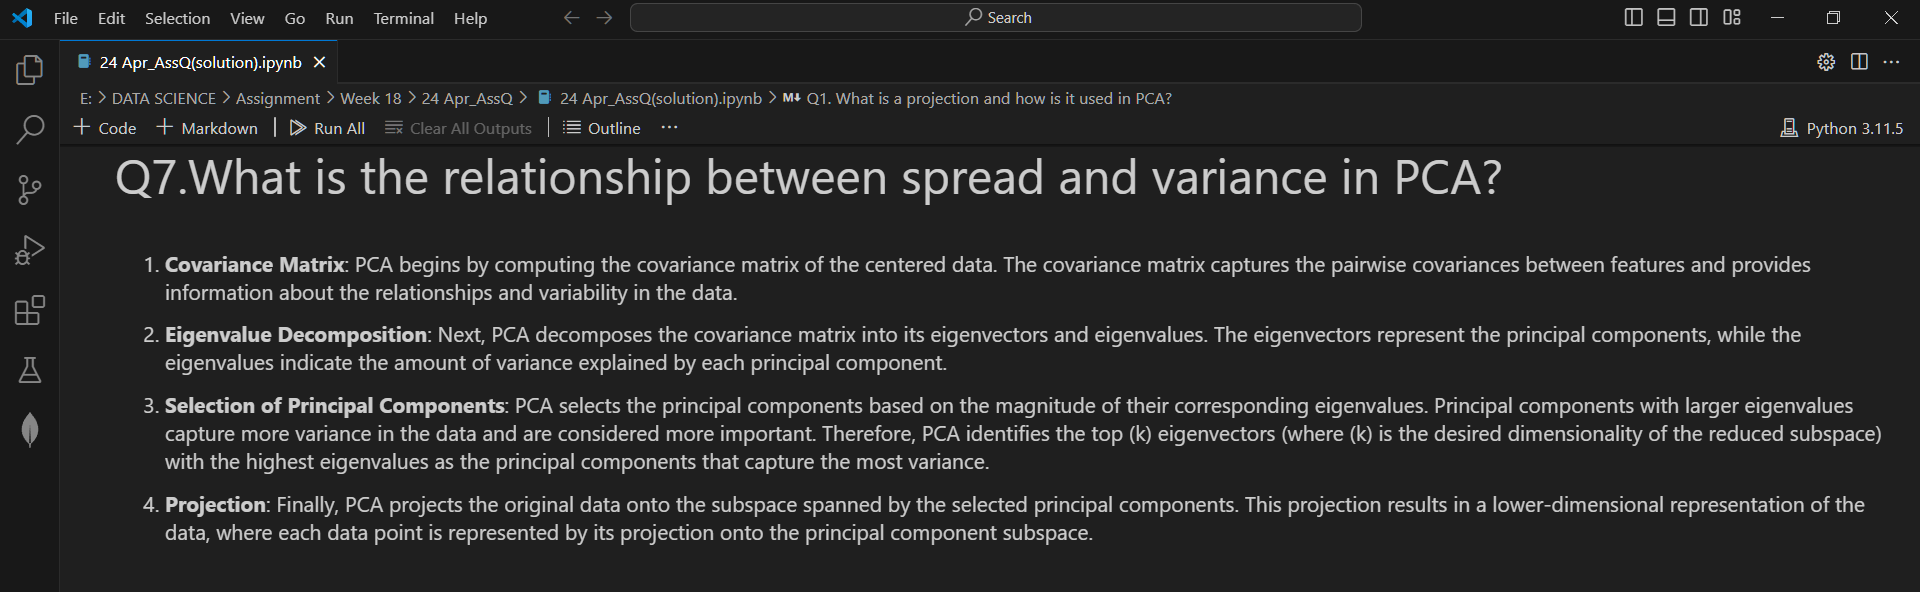 File Edit Selection View Go Run Terminal Help
Search
24 Apr_AssQ(solution).ipynb
E: > DATA SCIENCE > Assignment > Week 18 > 24 Apr_AssQ > 24 Apr_AssQ(solution).ipynb > M↓ Q1. What is a projection and how is it used in PCA?
+ Code + Markdown | Run All Clear All Outputs | Outline ... Python 3.11.5
Q7.What is the relationship between spread and variance in PCA?
1. Covariance Matrix: PCA begins by computing the covariance matrix of the centered data. The covariance matrix captures the pairwise covariances between features and provides
information about the relationships and variability in the data.
2. Eigenvalue Decomposition: Next, PCA decomposes the covariance matrix into its eigenvectors and eigenvalues. The eigenvectors represent the principal components, while the
eigenvalues indicate the amount of variance explained by each principal component.
3. Selection of Principal Components: PCA selects the principal components based on the magnitude of their corresponding eigenvalues. Principal components with larger eigenvalues
capture more variance in the data and are considered more important. Therefore, PCA identifies the top (k) eigenvectors (where (k) is the desired dimensionality of the reduced subspace)
with the highest eigenvalues as the principal components that capture the most variance.
4. Projection: Finally, PCA projects the original data onto the subspace spanned by the selected principal components. This projection results in a lower-dimensional representation of the
data, where each data point is represented by its projection onto the principal component subspace.